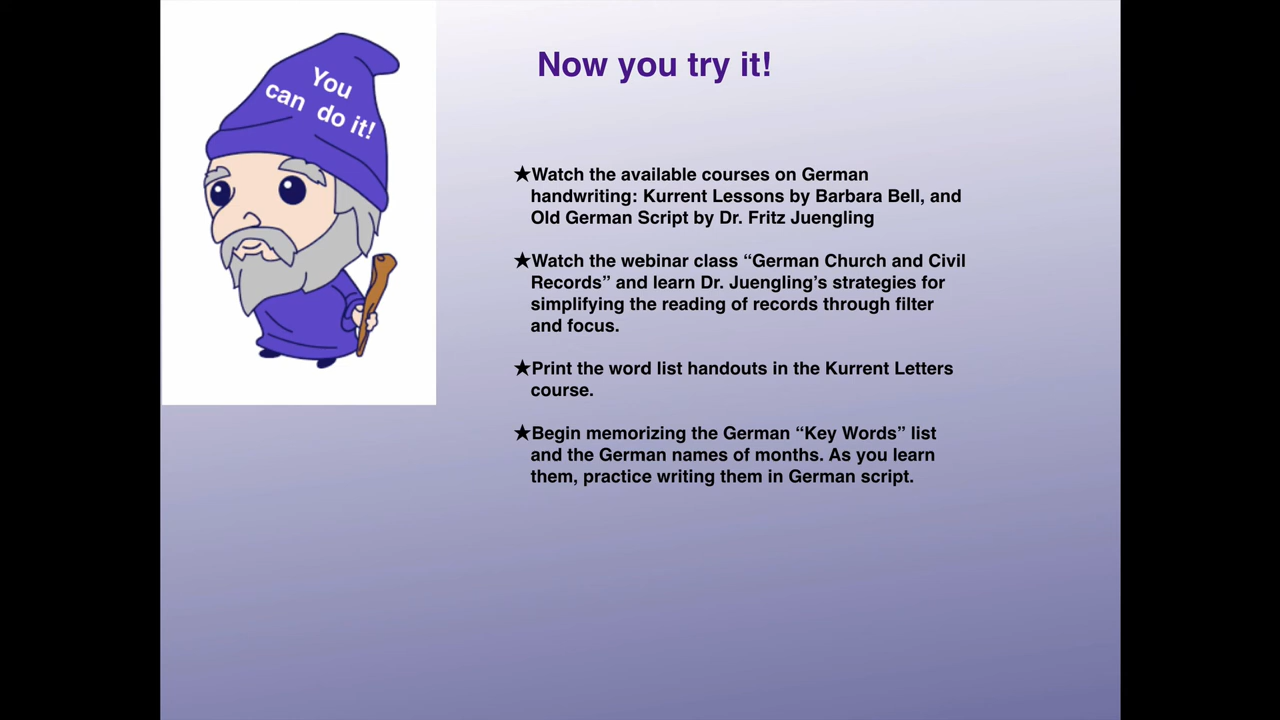 You
can do it!
Now you try it!
★Watch the available courses on German
handwriting: Kurrent Lessons by Barbara Bell, and
Old German Script by Dr. Fritz Juengling
★Watch the webinar class “German Church and Civil
Records” and learn Dr. Juengling’s strategies for
simplifying the reading of records through filter
and focus.
★Print the word list handouts in the Kurrent Letters
course.
★Begin memorizing the German “Key Words” list
and the German names of months. As you learn
them, practice writing them in German script.